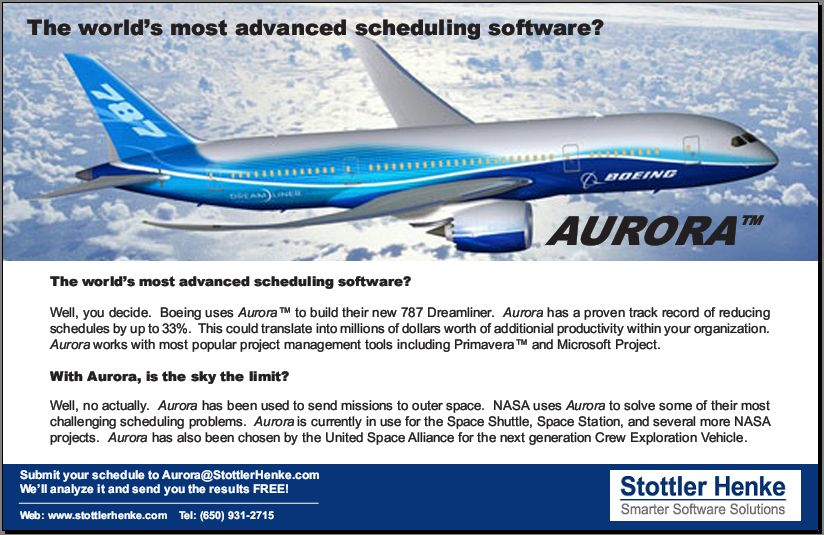 The world's most advanced scheduling software?
787
DREAMLINER
BOEING
AURORA™
The world's most advanced scheduling software?
Well, you decide. Boeing uses Aurora™ to build their new 787 Dreamliner. Aurora has a proven track record of reducing
schedules by up to 33%. This could translate into millions of dollars worth of additionial productivity within your organization.
Aurora works with most popular project management tools including Primavera™ and Microsoft Project.
With Aurora, is the sky the limit?
Well, no actually. Aurora has been used to send missions to outer space. NASA uses Aurora to solve some of their most
challenging scheduling problems. Aurora is currently in use for the Space Shuttle, Space Station, and several more NASA
projects. Aurora has also been chosen by the United Space Alliance for the next generation Crew Exploration Vehicle.
Submit your schedule to Aurora@StottlerHenke.com
We'll analyze it and send you the results FREE!
Web: www.stottlerhenke.com Tel: (650) 931-2715
Stottler Henke
Smarter Software Solutions